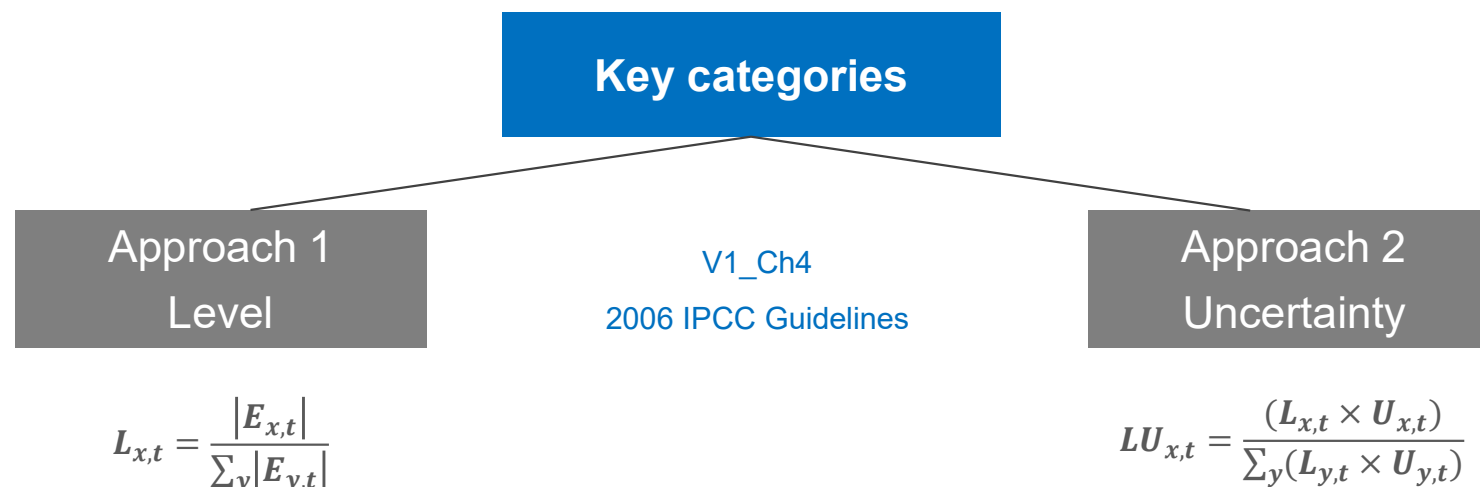 Key categories
Approach 1
Level
V1_Ch4
2006 IPCC Guidelines
Approach 2
Uncertainty
L_{x,t} = |E_{x,t}| / ∑_y|E_{y,t}|
LU_{x,t} = (L_{x,t} × U_{x,t}) / ∑_y(L_{y,t} × U_{y,t})